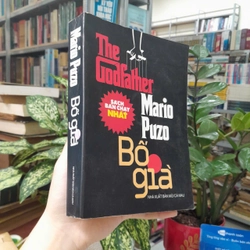 The
Godfather
SÁCH
BÁN CHẠY
NHẤT
Mario
Puzo
Bố
già
Mario Puzo
Bố già